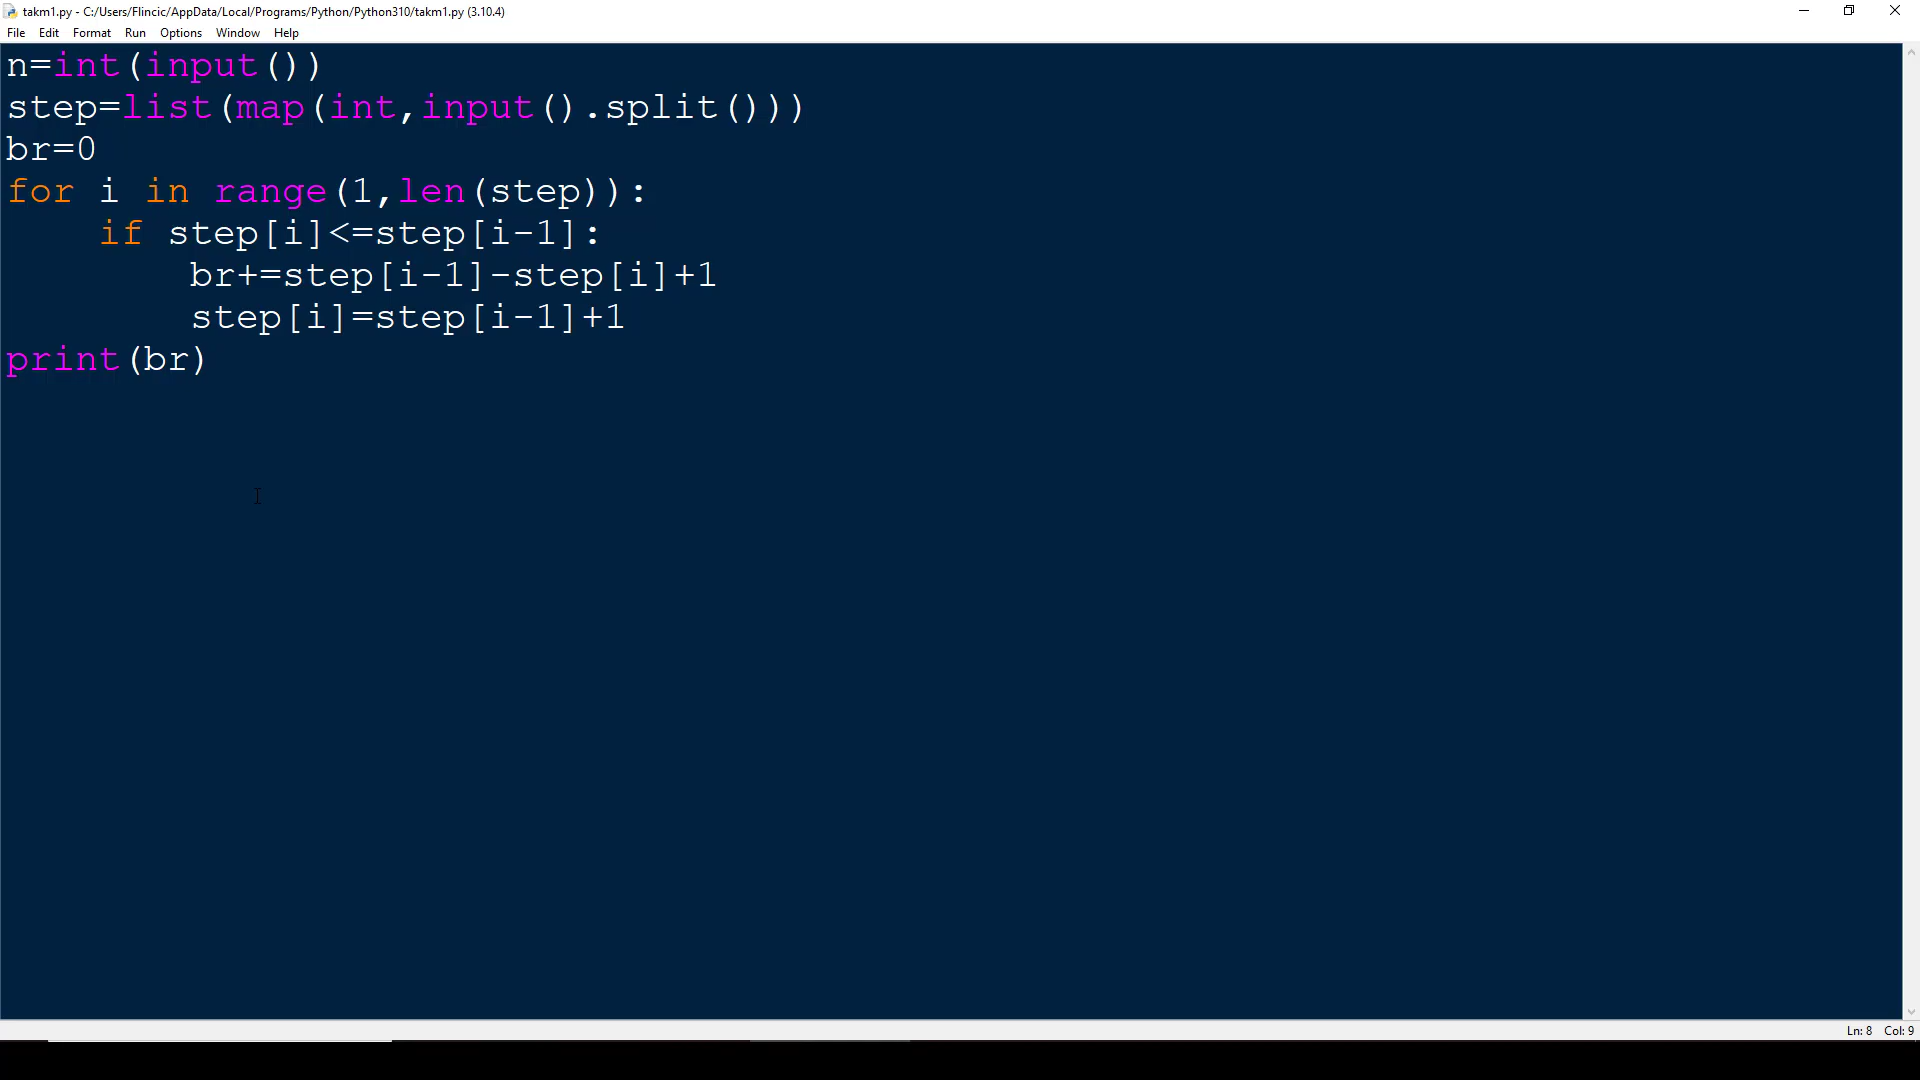 takm1.py - C:/Users/Flincic/AppData/Local/Programs/Python/Python310/takm1.py (3.10.4)
File Edit Format Run Options Window Help
n=int(input())
step=list(map(int,input().split()))
br=0
for i in range(1,len(step)):
    if step[i]<=step[i-1]:
        br+=step[i-1]-step[i]+1
        step[i]=step[i-1]+1
print(br)
Ln: 8 Col: 9